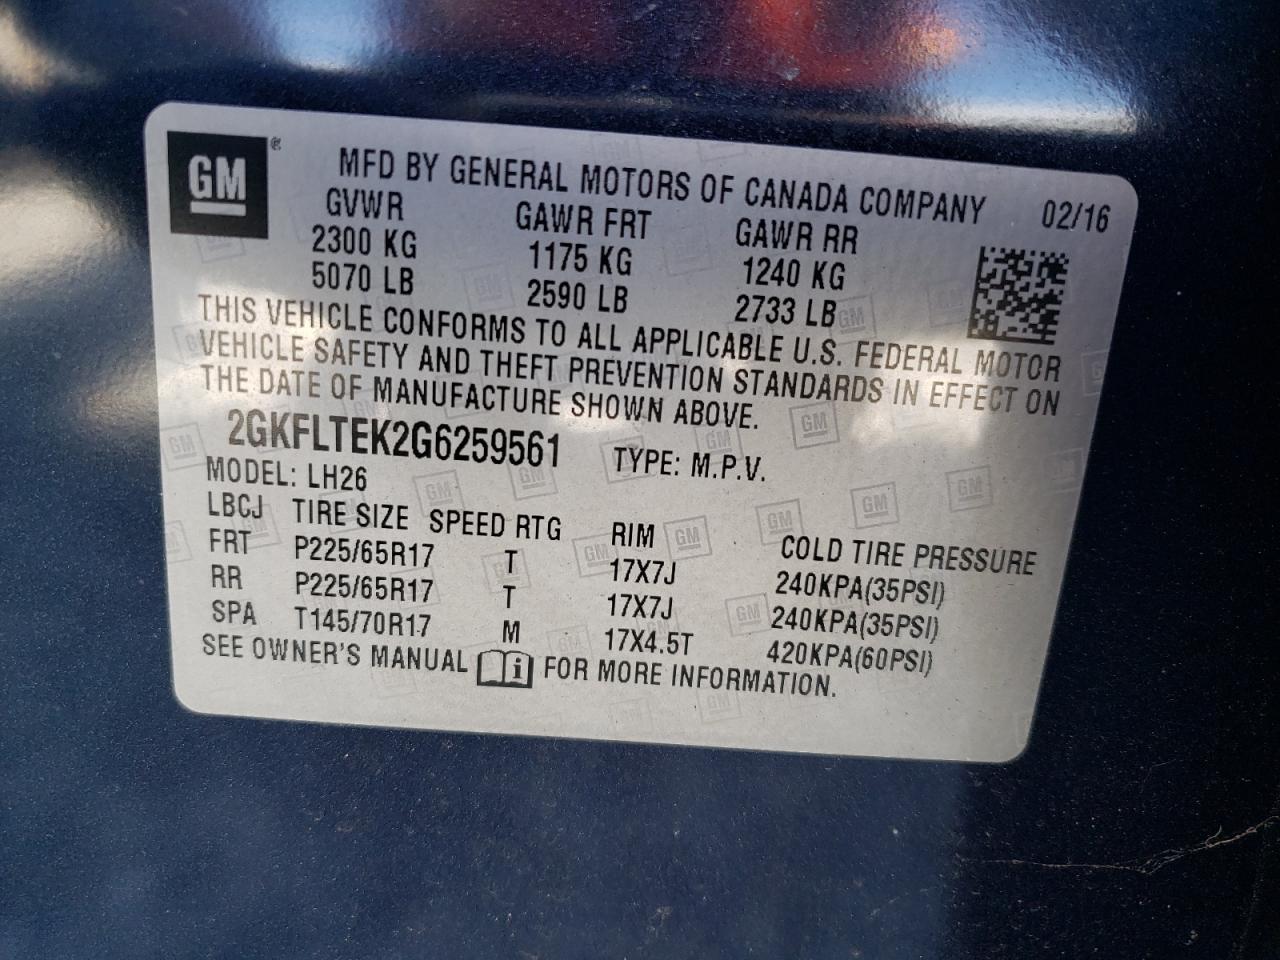 GM ®
MFD BY GENERAL MOTORS OF CANADA COMPANY 02/16
GVWR GAWR FRT GAWR RR
2300 KG 1175 KG 1240 KG
5070 LB 2590 LB 2733 LB
THIS VEHICLE CONFORMS TO ALL APPLICABLE U.S. FEDERAL MOTOR
VEHICLE SAFETY AND THEFT PREVENTION STANDARDS IN EFFECT ON
THE DATE OF MANUFACTURE SHOWN ABOVE.
2GKFLTEK2G6259561 TYPE: M.P.V.
MODEL: LH26
LBCJ TIRE SIZE SPEED RTG RIM COLD TIRE PRESSURE
FRT P225/65R17 T 17X7J 240KPA(35PSI)
RR P225/65R17 T 17X7J 240KPA(35PSI)
SPA T145/70R17 M 17X4.5T 420KPA(60PSI)
SEE OWNER'S MANUAL i FOR MORE INFORMATION.